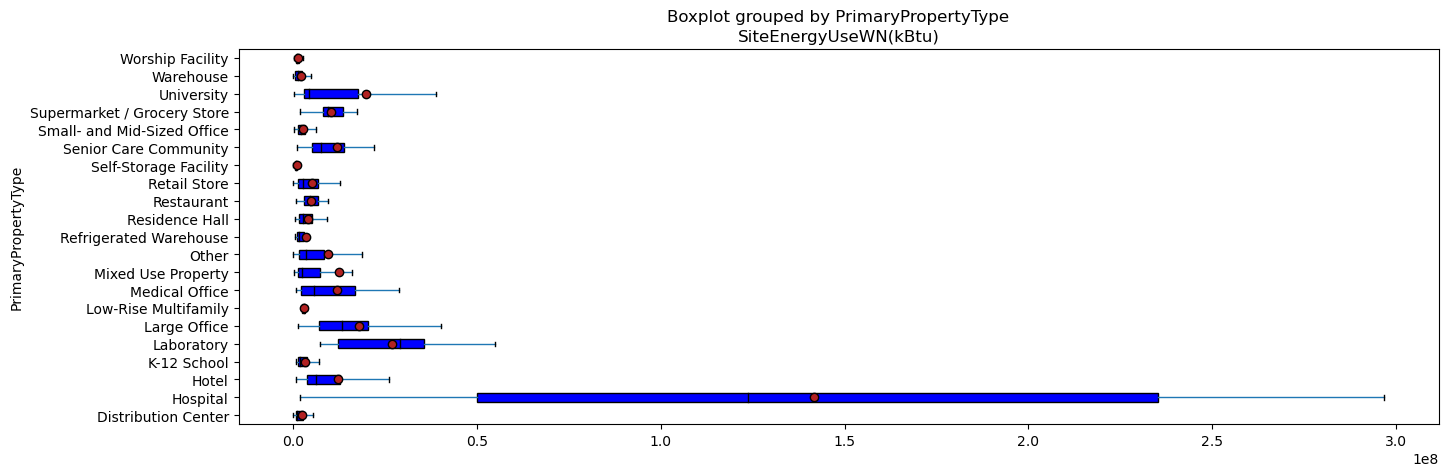 Boxplot grouped by PrimaryPropertyType
SiteEnergyUseWN(kBtu)
PrimaryPropertyType
Worship Facility
Warehouse
University
Supermarket / Grocery Store
Small- and Mid-Sized Office
Senior Care Community
Self-Storage Facility
Retail Store
Restaurant
Residence Hall
Refrigerated Warehouse
Other
Mixed Use Property
Medical Office
Low-Rise Multifamily
Large Office
Laboratory
K-12 School
Hotel
Hospital
Distribution Center
0.0 0.5 1.0 1.5 2.0 2.5 3.0
1e8